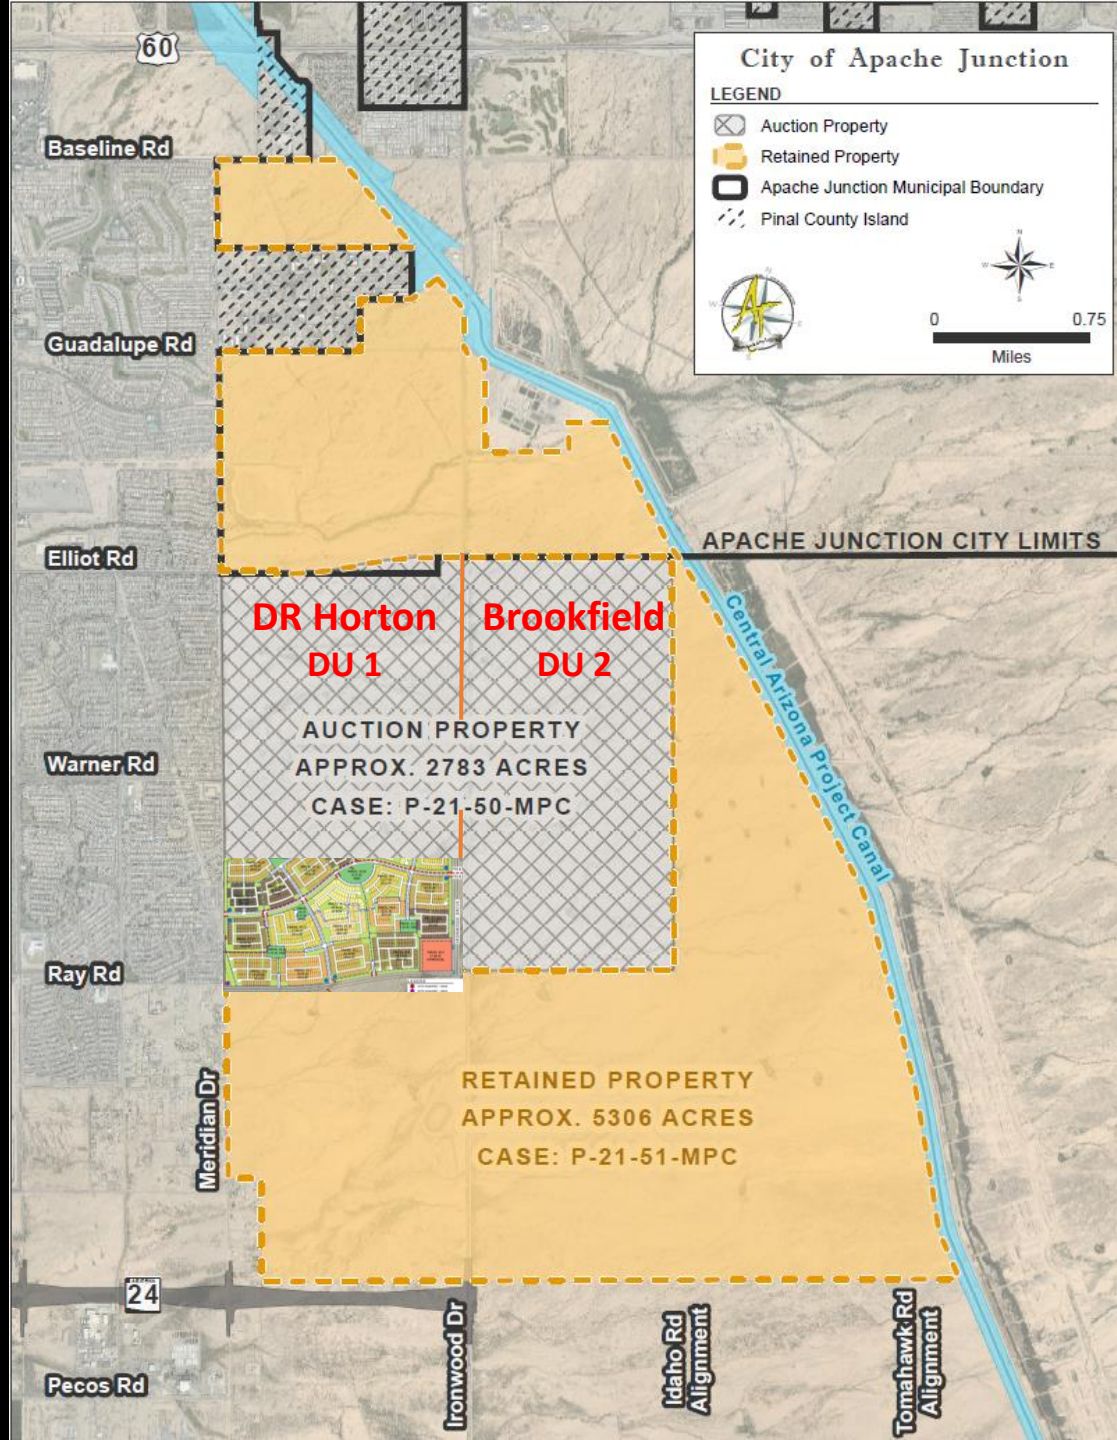 60
City of Apache Junction
LEGEND
Auction Property
Retained Property
Apache Junction Municipal Boundary
Pinal County Island
N
W
E
S
0
0.75
Miles
Baseline Rd
Guadalupe Rd
Elliot Rd
APACHE JUNCTION CITY LIMITS
DR Horton
DU 1
Brookfield
DU 2
Central Arizona Project Canal
AUCTION PROPERTY
APPROX. 2783 ACRES
CASE: P-21-50-MPC
Warner Rd
Ray Rd
RETAINED PROPERTY
APPROX. 5306 ACRES
CASE: P-21-51-MPC
Meridian Dr
24
Ironwood Dr
Idaho Rd
Alignment
Tomahawk Rd
Alignment
Pecos Rd